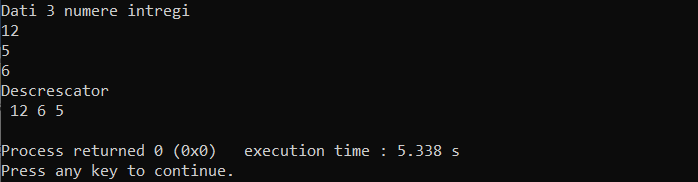 Dati 3 numere intregi
12
5
6
Descrescator
 12 6 5

Process returned 0 (0x0)   execution time : 5.338 s
Press any key to continue.